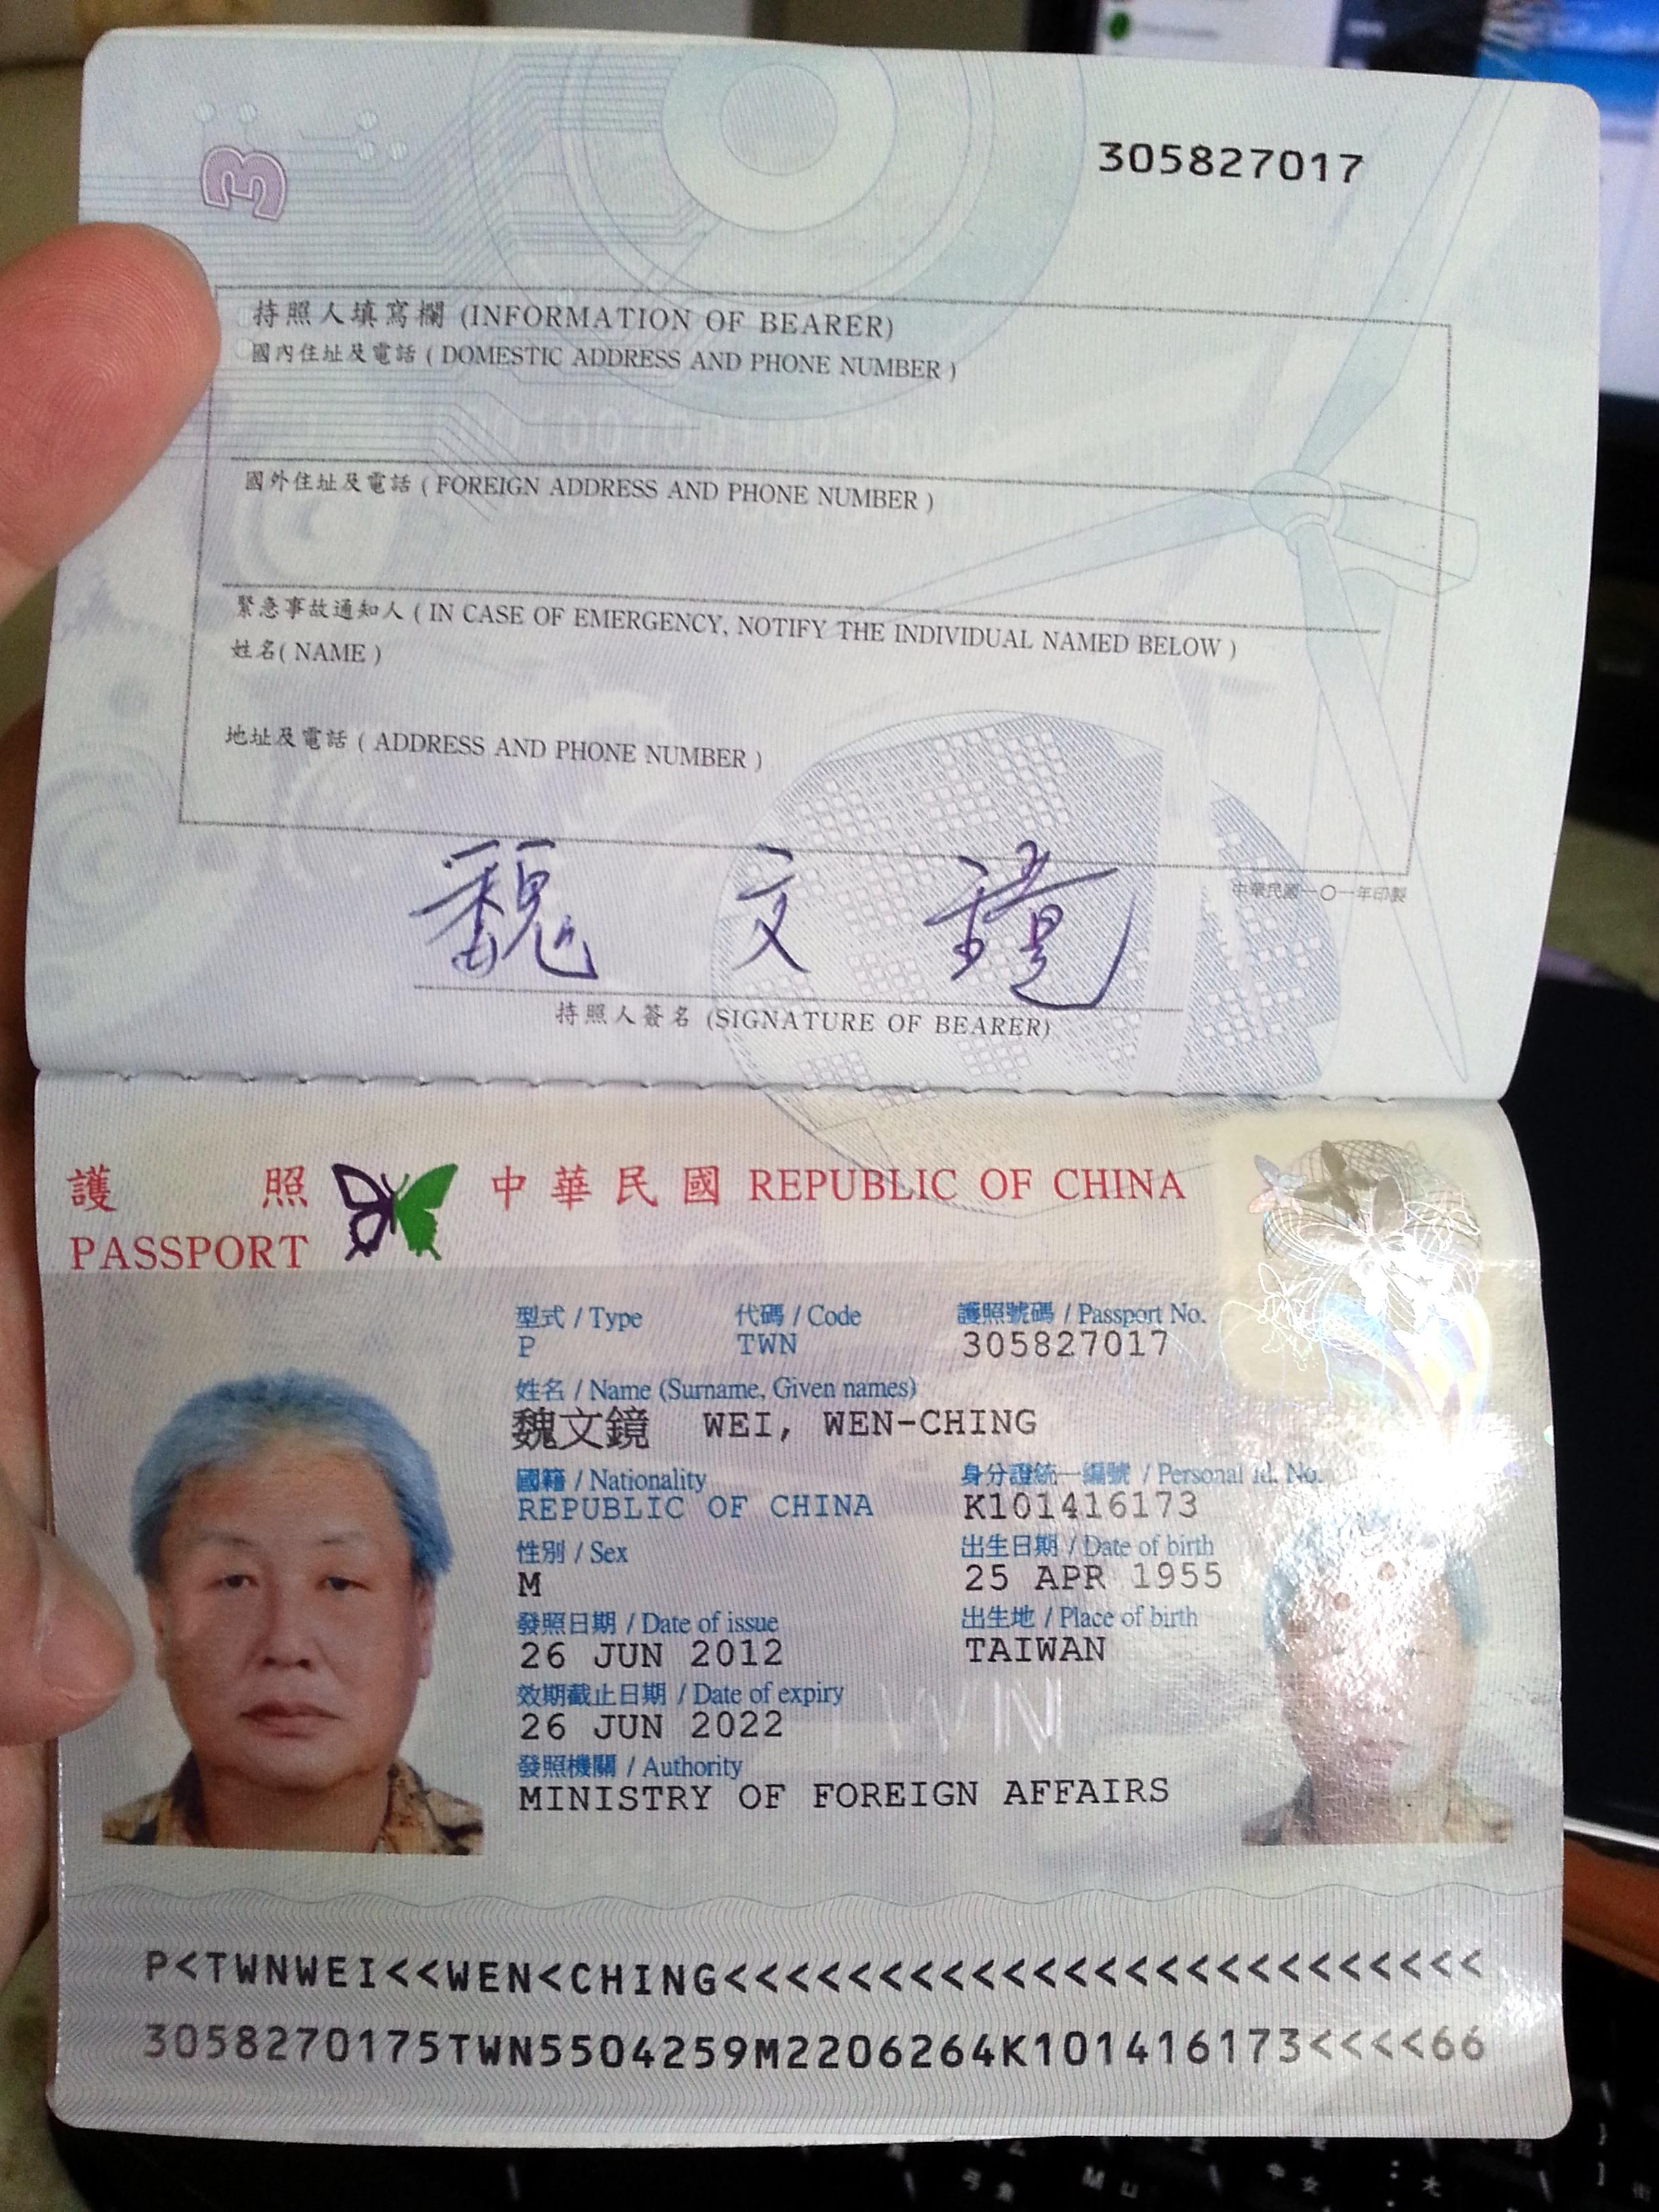 3
305827017
持照人填寫欄 (INFORMATION OF BEARER)
國內住址及電話 ( DOMESTIC ADDRESS AND PHONE NUMBER )
國外住址及電話 ( FOREIGN ADDRESS AND PHONE NUMBER )
緊急事故通知人 ( IN CASE OF EMERGENCY, NOTIFY THE INDIVIDUAL NAMED BELOW )
姓名( NAME )
地址及電話 ( ADDRESS AND PHONE NUMBER )
中華民國一〇一年印製
魏文鏡
持照人簽名 (SIGNATURE OF BEARER)
護照 中華民國 REPUBLIC OF CHINA
PASSPORT
型式 / Type 代碼 / Code 護照號碼 / Passport No.
P TWN 305827017
姓名 / Name (Surname, Given names)
魏文鏡 WEI, WEN-CHING
國籍 / Nationality 身分證統一編號 / Personal Id. No.
REPUBLIC OF CHINA K101416173
性別 / Sex 出生日期 / Date of birth
M 25 APR 1955
發照日期 / Date of issue 出生地 / Place of birth
26 JUN 2012 TAIWAN
效期截止日期 / Date of expiry
26 JUN 2022
TWN
發照機關 / Authority
MINISTRY OF FOREIGN AFFAIRS
P<TWNWEI<<WEN<CHING<<<<<<<<<<<<<<<<<<<<<<<<<
3058270175TWN5504259M2206264K101416173<<<<66